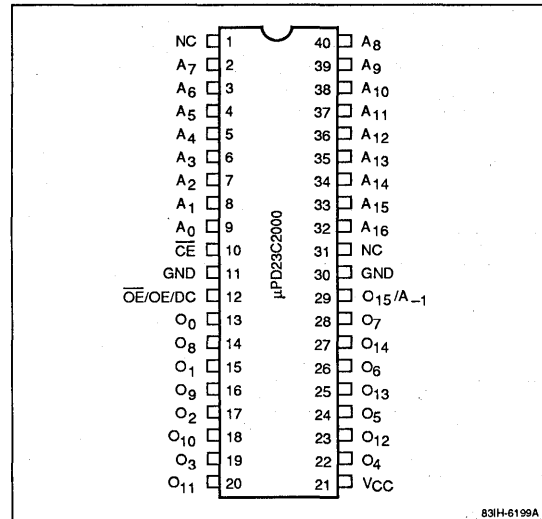 NC 1 40 A₈
A₇ 2 39 A₉
A₆ 3 38 A₁₀
A₅ 4 37 A₁₁
A₄ 5 36 A₁₂
A₃ 6 35 A₁₃
A₂ 7 34 A₁₄
A₁ 8 33 A₁₅
A₀ 9 32 A₁₆
C̅E̅ 10 31 NC
GND 11 30 GND
O̅E̅/OE/DC 12 29 O₁₅/A₋₁
O₀ 13 28 O₇
O₈ 14 27 O₁₄
O₁ 15 26 O₆
O₉ 16 25 O₁₃
O₂ 17 24 O₅
O₁₀ 18 23 O₁₂
O₃ 19 22 O₄
O₁₁ 20 21 VCC
μPD23C2000
83IH-6199A